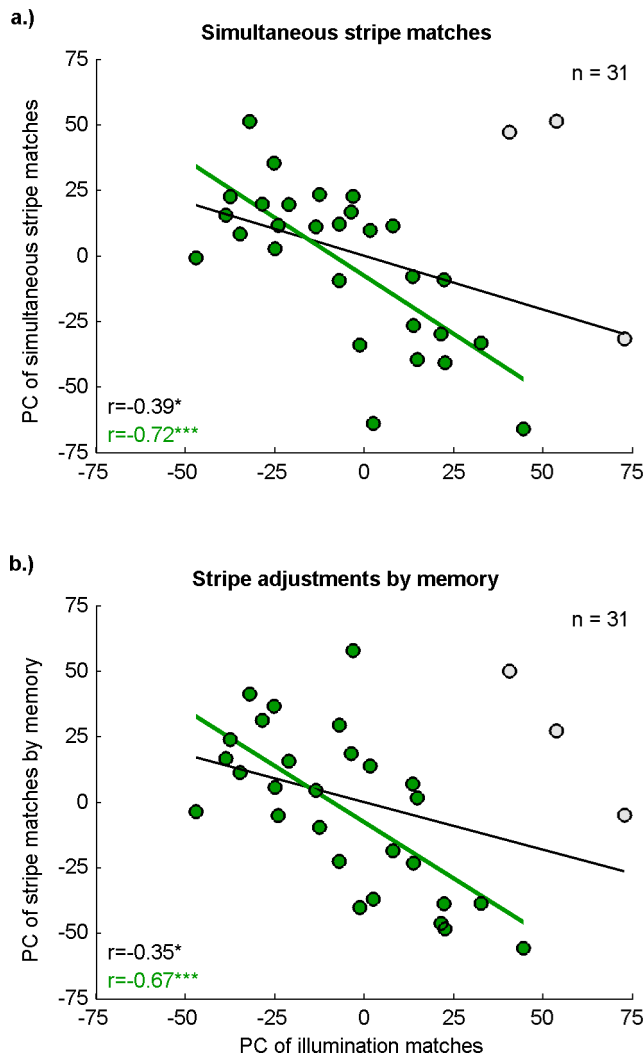 a.)
Simultaneous stripe matches
n = 31
PC of simultaneous stripe matches
75
50
25
0
-25
-50
-75
r=-0.39*
r=-0.72***
-75 -50 -25 0 25 50 75
b.)
Stripe adjustments by memory
n = 31
PC of stripe matches by memory
75
50
25
0
-25
-50
-75
r=-0.35*
r=-0.67***
-75 -50 -25 0 25 50 75
PC of illumination matches